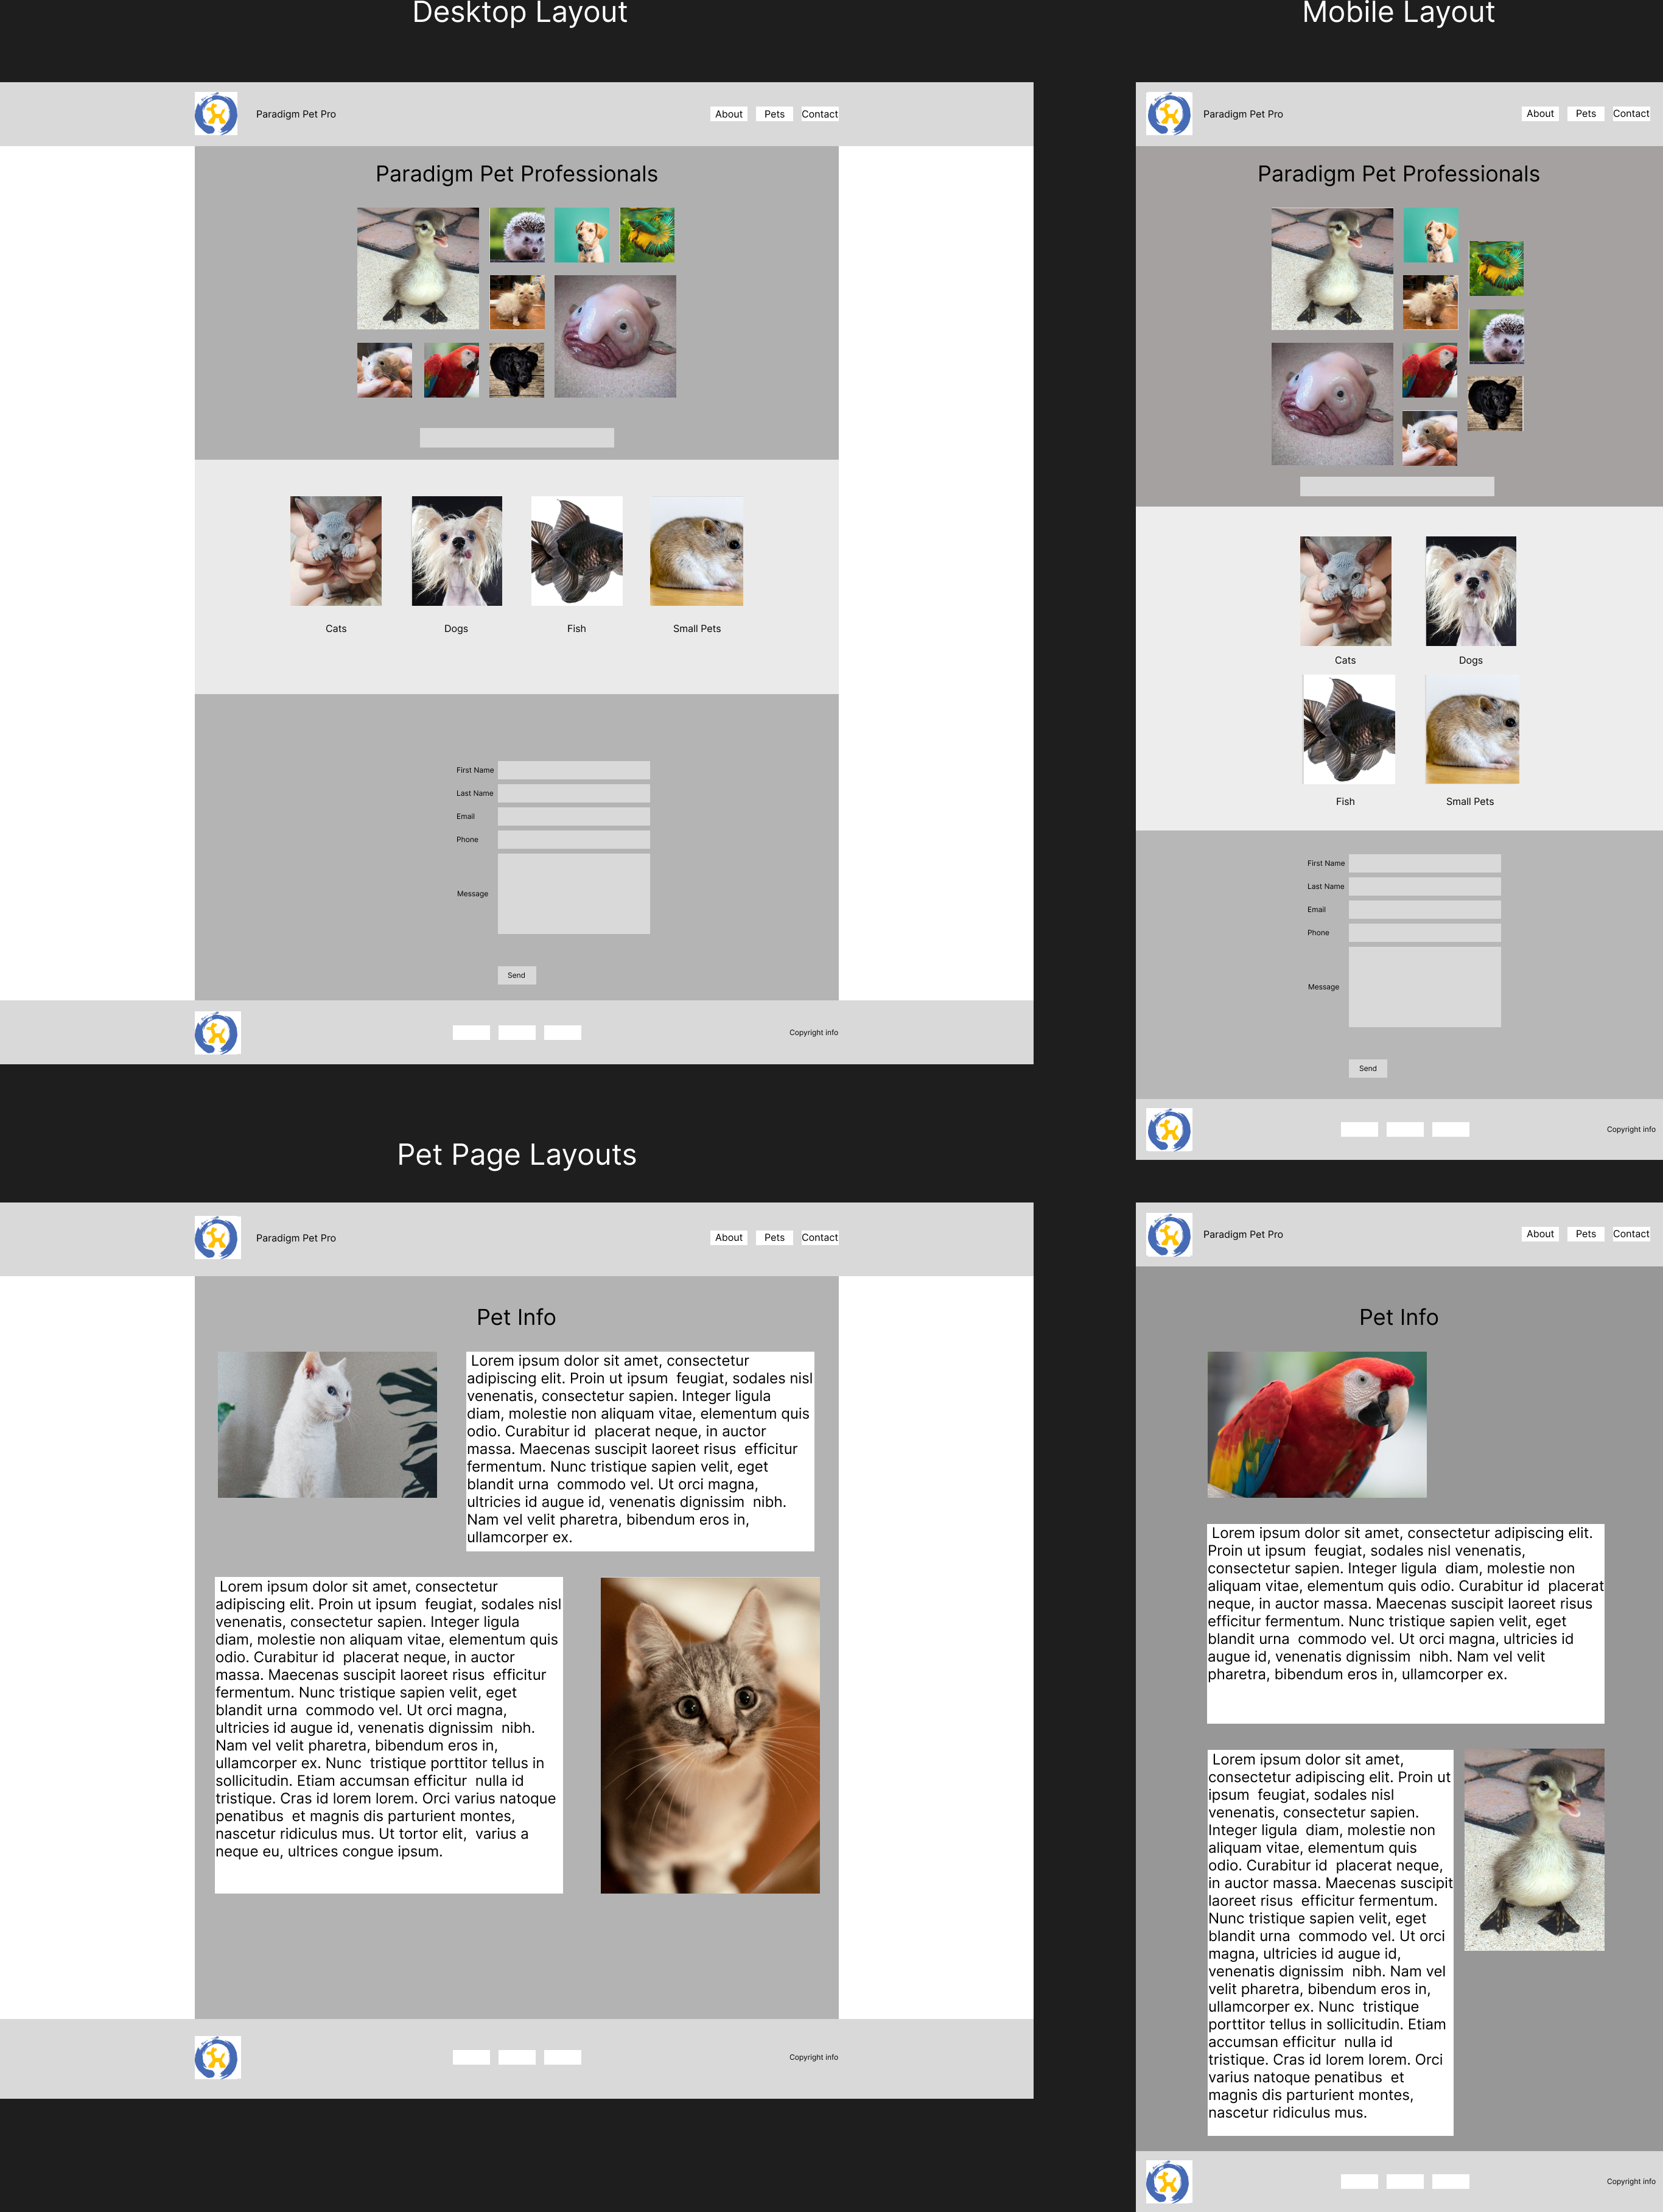 Desktop Layout
Paradigm Pet Pro
About
Pets
Contact
Paradigm Pet Professionals
Cats
Dogs
Fish
Small Pets
First Name
Last Name
Email
Phone
Message
Send
Copyright info
Mobile Layout
Paradigm Pet Pro
About
Pets
Contact
Paradigm Pet Professionals
Cats
Dogs
Fish
Small Pets
First Name
Last Name
Email
Phone
Message
Send
Copyright info
Pet Page Layouts
Paradigm Pet Pro
About
Pets
Contact
Pet Info
Lorem ipsum dolor sit amet, consectetur
adipiscing elit. Proin ut ipsum  feugiat, sodales nisl
venenatis, consectetur sapien. Integer ligula
diam, molestie non aliquam vitae, elementum quis
odio. Curabitur id  placerat neque, in auctor
massa. Maecenas suscipit laoreet risus  efficitur
fermentum. Nunc tristique sapien velit, eget
blandit urna  commodo vel. Ut orci magna,
ultricies id augue id, venenatis dignissim  nibh.
Nam vel velit pharetra, bibendum eros in,
ullamcorper ex.
Lorem ipsum dolor sit amet, consectetur
adipiscing elit. Proin ut ipsum  feugiat, sodales nisl
venenatis, consectetur sapien. Integer ligula
diam, molestie non aliquam vitae, elementum quis
odio. Curabitur id  placerat neque, in auctor
massa. Maecenas suscipit laoreet risus  efficitur
fermentum. Nunc tristique sapien velit, eget
blandit urna  commodo vel. Ut orci magna,
ultricies id augue id, venenatis dignissim  nibh.
Nam vel velit pharetra, bibendum eros in,
ullamcorper ex. Nunc  tristique porttitor tellus in
sollicitudin. Etiam accumsan efficitur  nulla id
tristique. Cras id lorem lorem. Orci varius natoque
penatibus  et magnis dis parturient montes,
nascetur ridiculus mus. Ut tortor elit,  varius a
neque eu, ultrices congue ipsum.
Copyright info
Paradigm Pet Pro
About
Pets
Contact
Pet Info
Lorem ipsum dolor sit amet, consectetur adipiscing elit.
Proin ut ipsum  feugiat, sodales nisl venenatis,
consectetur sapien. Integer ligula  diam, molestie non
aliquam vitae, elementum quis odio. Curabitur id  placerat
neque, in auctor massa. Maecenas suscipit laoreet risus
efficitur fermentum. Nunc tristique sapien velit, eget
blandit urna  commodo vel. Ut orci magna, ultricies id
augue id, venenatis dignissim  nibh. Nam vel velit
pharetra, bibendum eros in, ullamcorper ex.
Lorem ipsum dolor sit amet,
consectetur adipiscing elit. Proin ut
ipsum  feugiat, sodales nisl
venenatis, consectetur sapien.
Integer ligula  diam, molestie non
aliquam vitae, elementum quis
odio. Curabitur id  placerat neque,
in auctor massa. Maecenas suscipit
laoreet risus  efficitur fermentum.
Nunc tristique sapien velit, eget
blandit urna  commodo vel. Ut orci
magna, ultricies id augue id,
venenatis dignissim  nibh. Nam vel
velit pharetra, bibendum eros in,
ullamcorper ex. Nunc  tristique
porttitor tellus in sollicitudin. Etiam
accumsan efficitur  nulla id
tristique. Cras id lorem lorem. Orci
varius natoque penatibus  et
magnis dis parturient montes,
nascetur ridiculus mus.
Copyright info